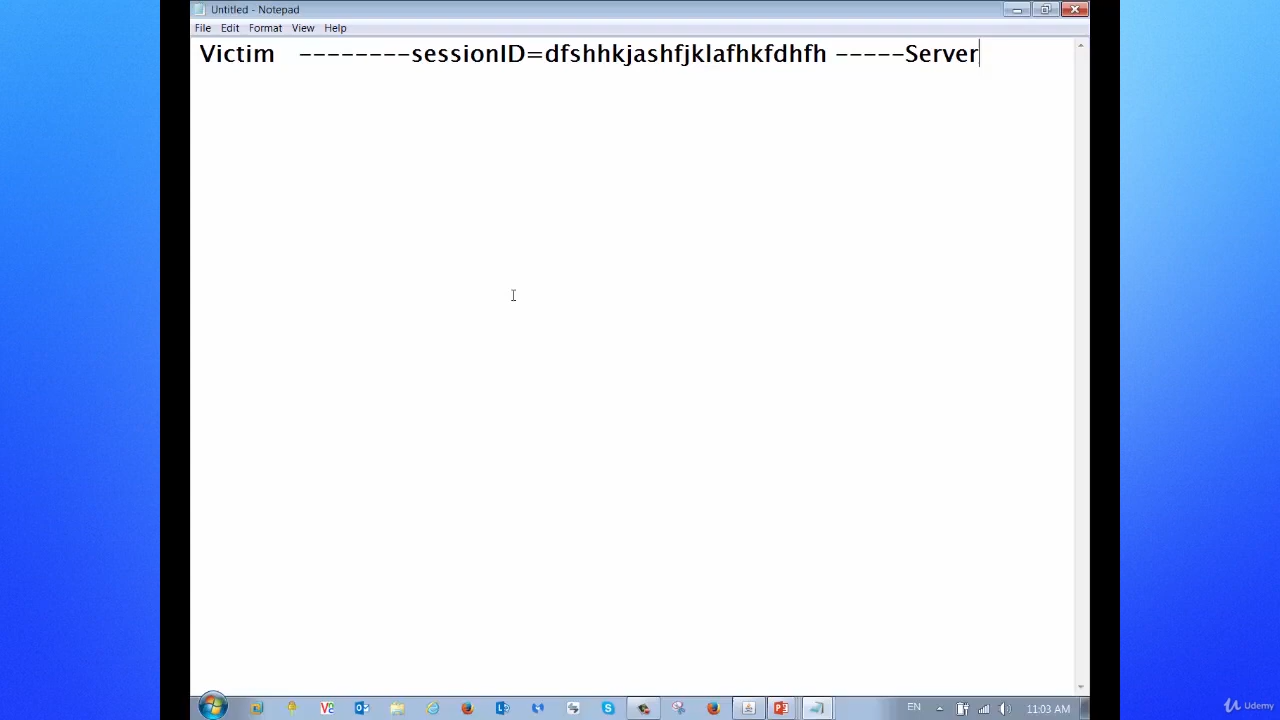 Untitled - Notepad
File Edit Format View Help
Victim --------sessionID=dfshhkjashfjklafhkfdhfh -----Server
EN
11:03 AM
Udemy